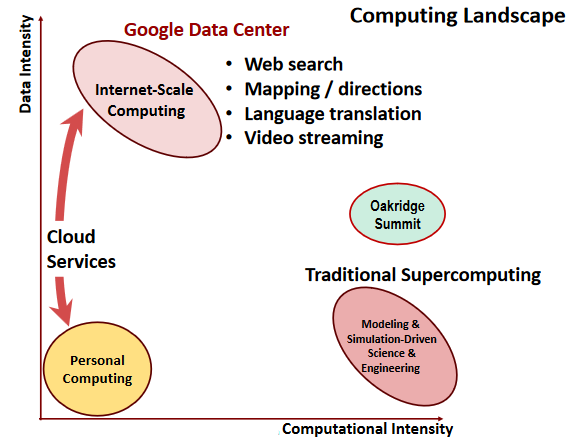 Computing Landscape
Google Data Center
Data Intensity
Internet-Scale
Computing
• Web search
• Mapping / directions
• Language translation
• Video streaming
Oakridge
Summit
Cloud
Services
Traditional Supercomputing
Modeling &
Simulation-Driven
Science &
Engineering
Personal
Computing
Computational Intensity